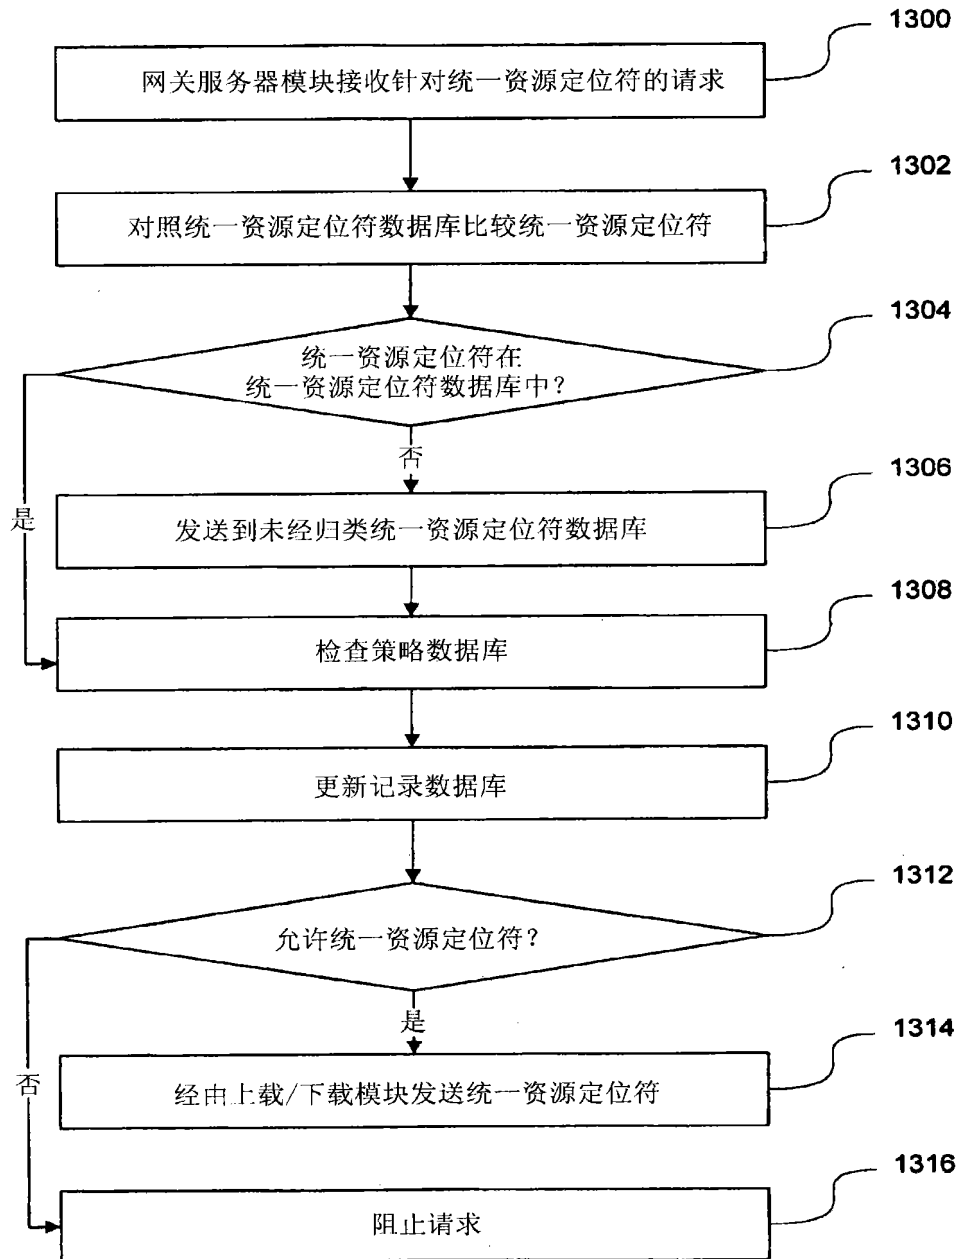 1300
网关服务器模块接收针对统一资源定位符的请求
1302
对照统一资源定位符数据库比较统一资源定位符
1304
统一资源定位符在
统一资源定位符数据库中?
否
是
1306
发送到未经归类统一资源定位符数据库
1308
检查策略数据库
1310
更新记录数据库
1312
允许统一资源定位符?
是
否
1314
经由上载/下载模块发送统一资源定位符
1316
阻止请求